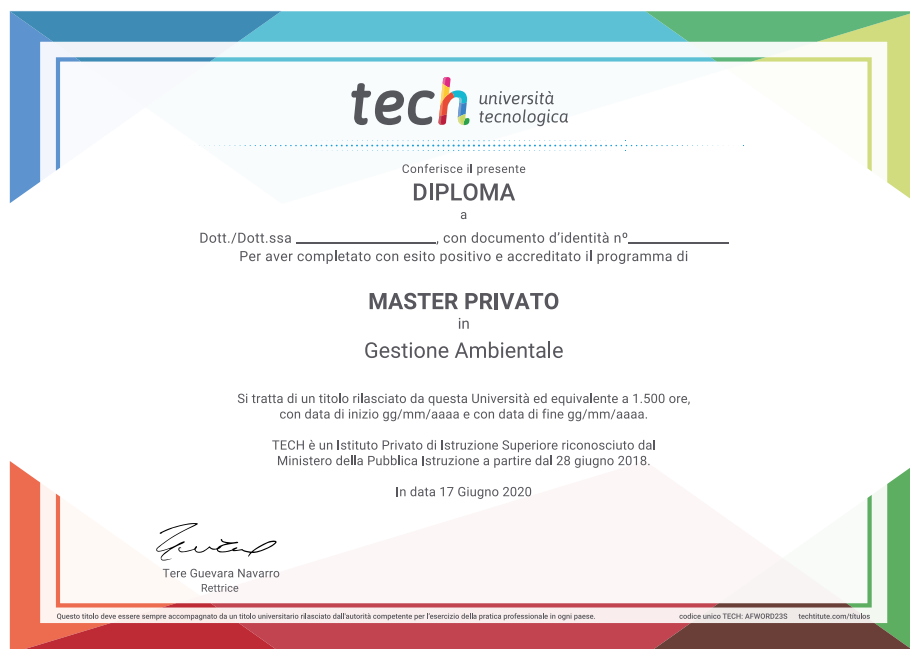 tech università
tecnologica
Conferisce il presente
DIPLOMA
a
Dott./Dott.ssa ________________, con documento d'identità nº____________
Per aver completato con esito positivo e accreditato il programma di
MASTER PRIVATO
in
Gestione Ambientale
Si tratta di un titolo rilasciato da questa Università ed equivalente a 1.500 ore,
con data di inizio gg/mm/aaaa e con data di fine gg/mm/aaaa.
TECH è un Istituto Privato di Istruzione Superiore riconosciuto dal
Ministero della Pubblica Istruzione a partire dal 28 giugno 2018.
In data 17 Giugno 2020
Tere Guevara Navarro
Rettrice
Questo titolo deve essere sempre accompagnato da un titolo universitario rilasciato dall'autorità competente per l'esercizio della pratica professionale in ogni paese. codice unico TECH: AFWORD23S techtitute.com/titulos